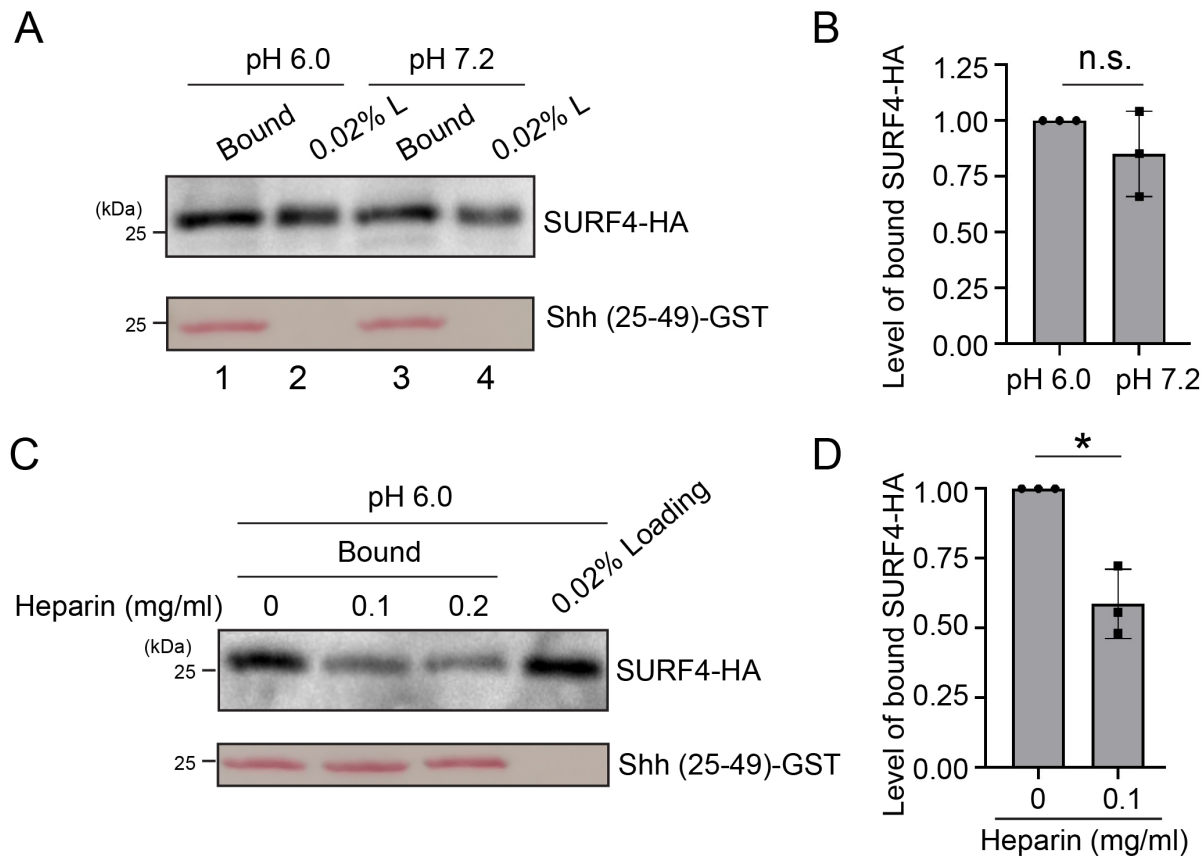 A
pH 6.0 pH 7.2
Bound 0.02% L Bound 0.02% L
(kDa)
25
SURF4-HA
25
Shh (25-49)-GST
1 2 3 4
B
n.s.
Level of bound SURF4-HA
1.25
1.00
0.75
0.50
0.25
0.00
pH 6.0 pH 7.2
C
pH 6.0
Bound
0.02% Loading
Heparin (mg/ml) 0 0.1 0.2
(kDa)
25
SURF4-HA
25
Shh (25-49)-GST
D
*
Level of bound SURF4-HA
1.00
0.75
0.50
0.25
0.00
0 0.1
Heparin (mg/ml)